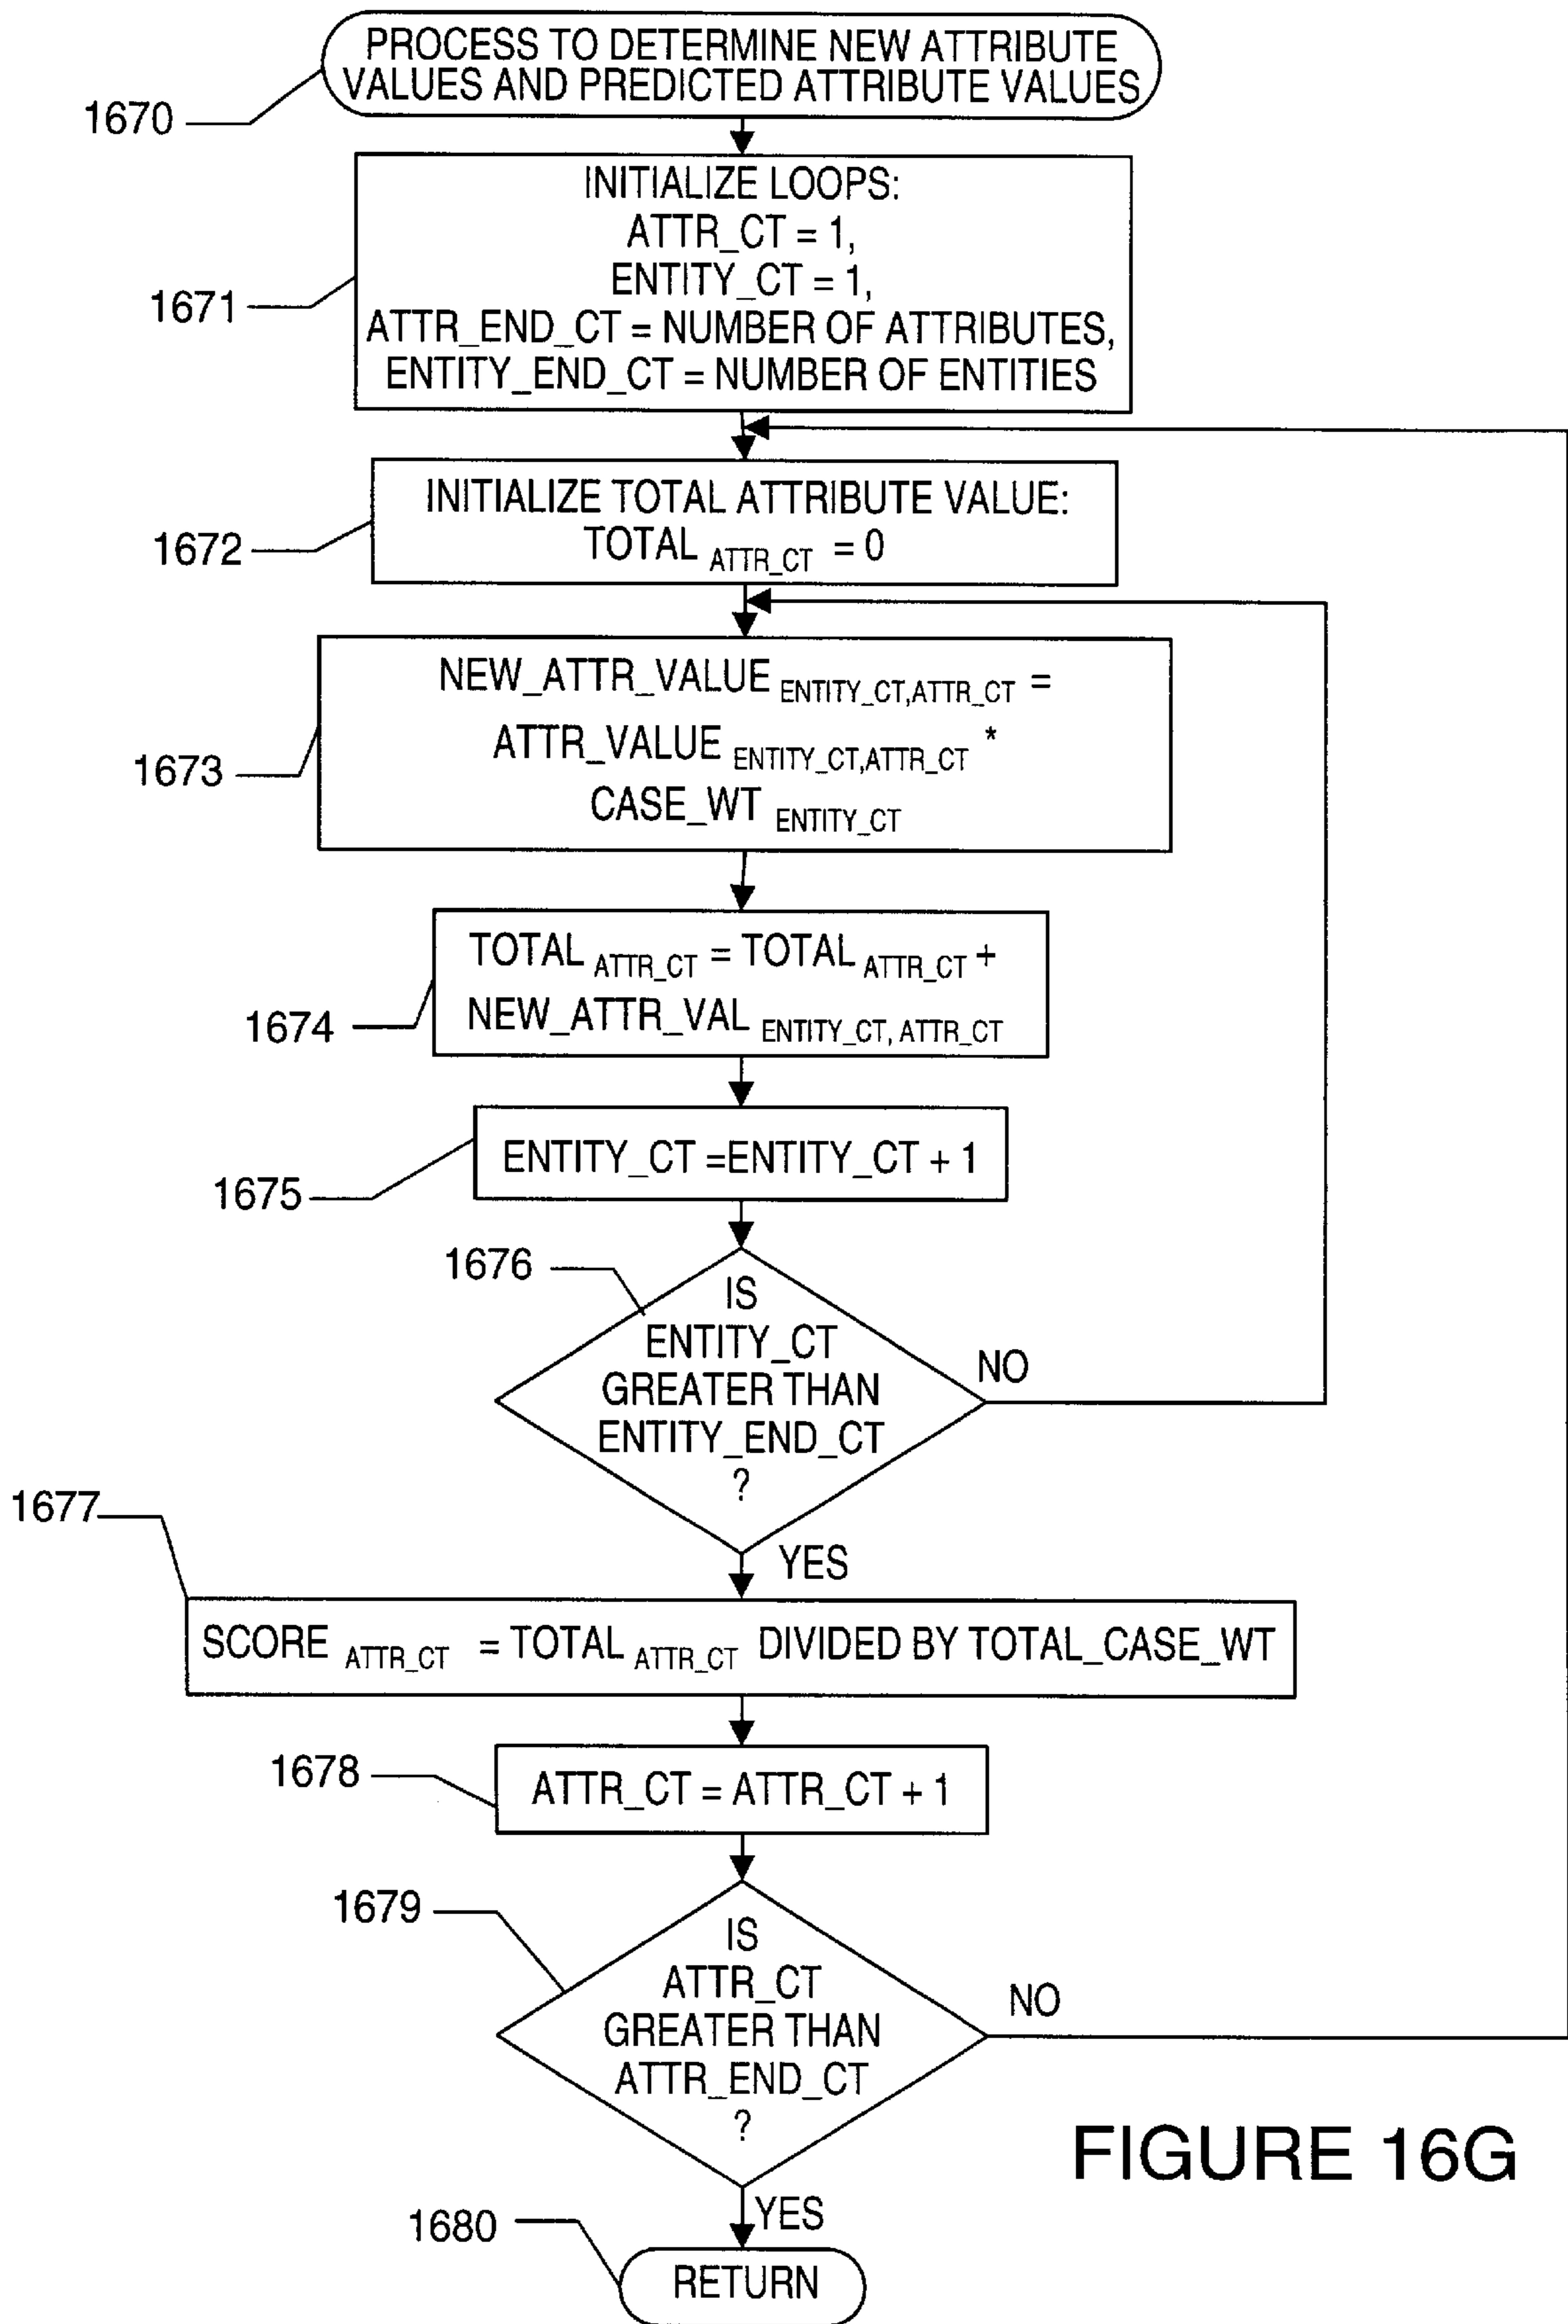 PROCESS TO DETERMINE NEW ATTRIBUTE
VALUES AND PREDICTED ATTRIBUTE VALUES
1670
INITIALIZE LOOPS:
ATTR_CT = 1,
ENTITY_CT = 1,
ATTR_END_CT = NUMBER OF ATTRIBUTES,
ENTITY_END_CT = NUMBER OF ENTITIES
1671
INITIALIZE TOTAL ATTRIBUTE VALUE:
TOTAL ATTR_CT = 0
1672
NEW_ATTR_VALUE ENTITY_CT,ATTR_CT =
ATTR_VALUE ENTITY_CT,ATTR_CT *
CASE_WT ENTITY_CT
1673
TOTAL ATTR_CT = TOTAL ATTR_CT +
NEW_ATTR_VAL ENTITY_CT, ATTR_CT
1674
ENTITY_CT =ENTITY_CT + 1
1675
1676
IS
ENTITY_CT
GREATER THAN
ENTITY_END_CT
?
NO
YES
1677
SCORE ATTR_CT = TOTAL ATTR_CT DIVIDED BY TOTAL_CASE_WT
1678
ATTR_CT = ATTR_CT + 1
1679
IS
ATTR_CT
GREATER THAN
ATTR_END_CT
?
NO
YES
1680
RETURN
FIGURE 16G